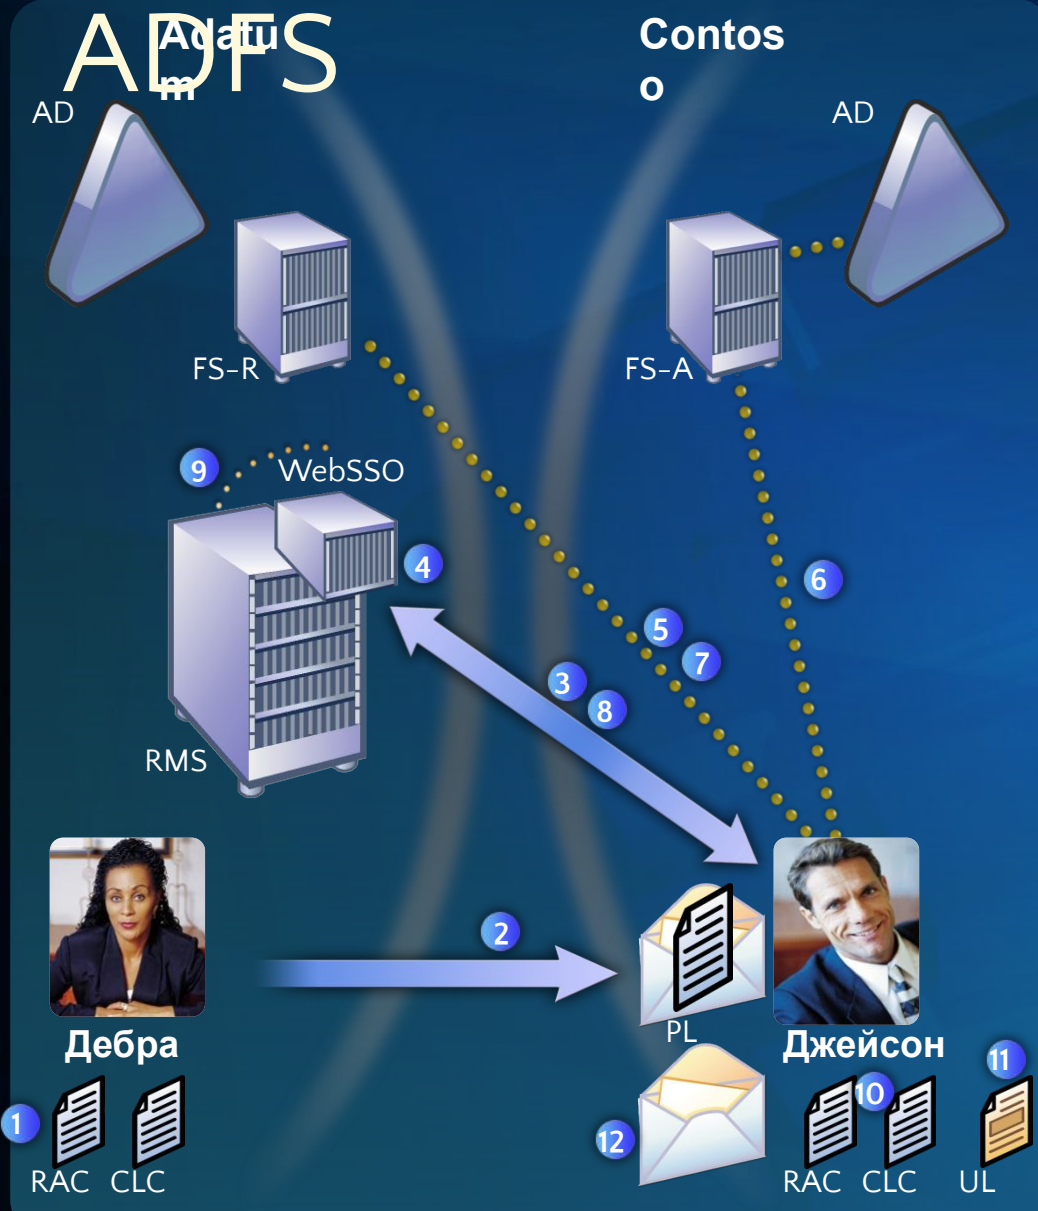 ADFS
Adatu
m
Contos
o
AD
AD
FS-R
FS-A
9
WebSSO
4
6
5
7
3
8
RMS
2
PL
Дебра
Джейсон
11
1
10
12
RAC CLC
RAC CLC UL